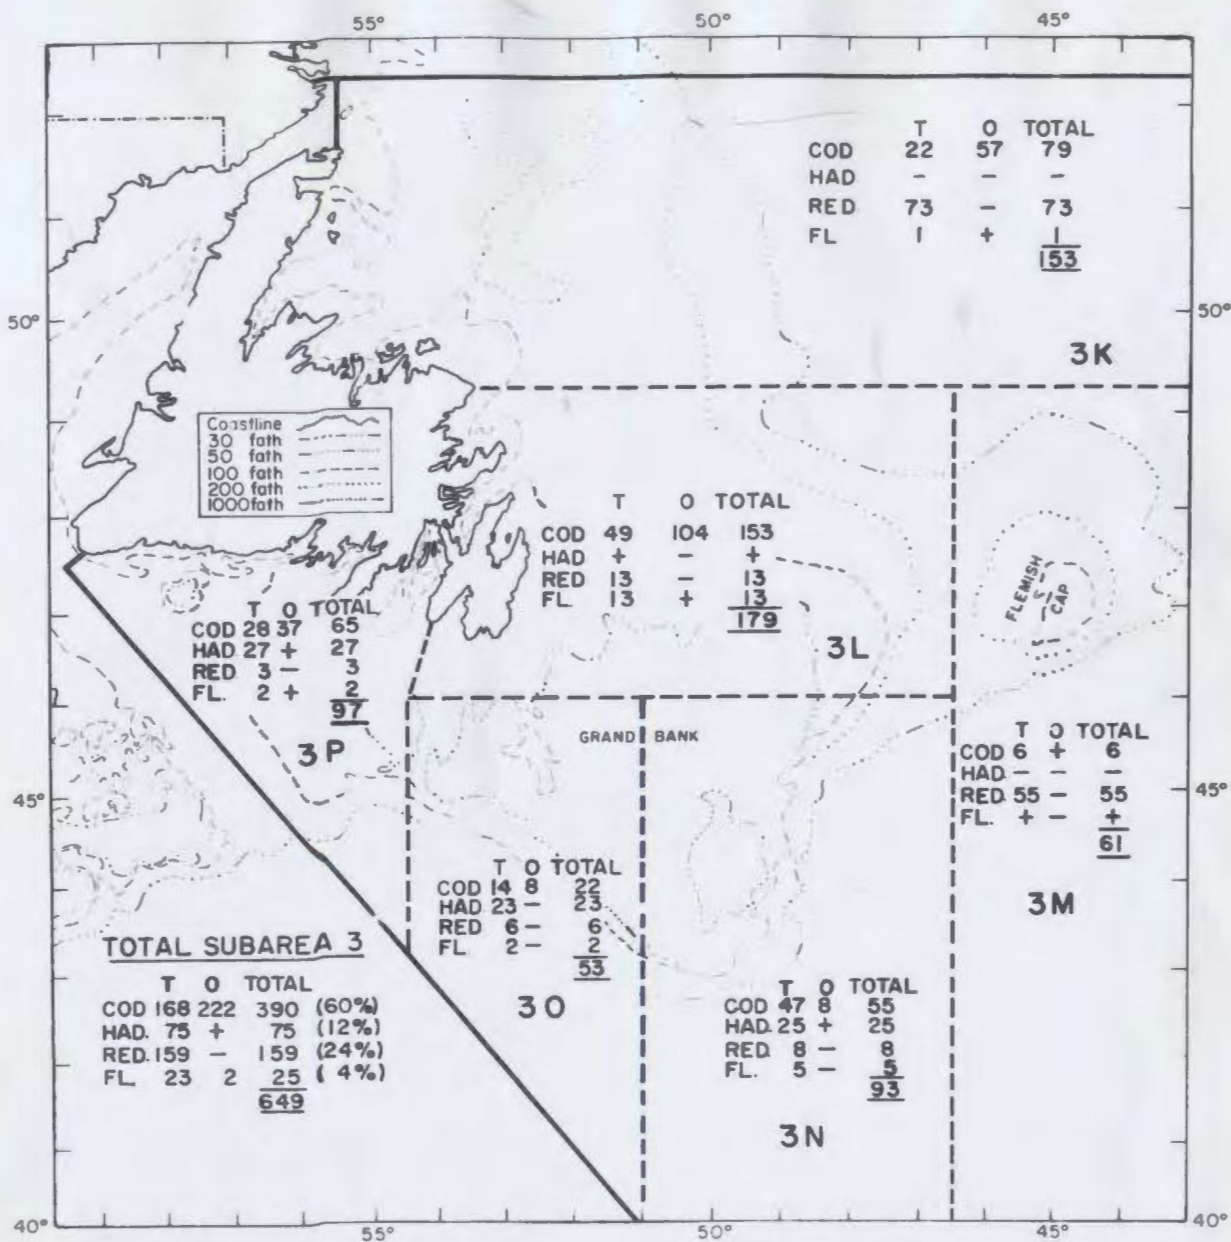 55° 50° 45°
T O TOTAL
COD 22 57 79
HAD - - -
RED 73 - 73
FL 1 + 1
153
50° 50°
3K
Coastline
30 fath
50 fath
100 fath
200 fath
1000fath
T O TOTAL
COD 49 104 153
HAD + - +
RED 13 - 13
FL. 13 + 13
179
3L
FLEMISH
CAP
T O TOTAL
COD 28 37 65
HAD 27 + 27
RED 3 - 3
FL. 2 + 2
97
3P
GRAND BANK
T O TOTAL
COD 6 + 6
HAD - - -
RED. 55 - 55
FL. + - +
61
3M
45° 45°
T O TOTAL
COD 14 8 22
HAD 23 - 23
RED 6 - 6
FL 2 - 2
53
3O
TOTAL SUBAREA 3
T O TOTAL
COD 168 222 390 (60%)
HAD. 75 + 75 (12%)
RED. 159 - 159 (24%)
FL. 23 2 25 (4%)
649
T O TOTAL
COD 47 8 55
HAD. 25 + 25
RED 8 - 8
FL. 5 - 5
93
3N
40° 40°
55° 50° 45°